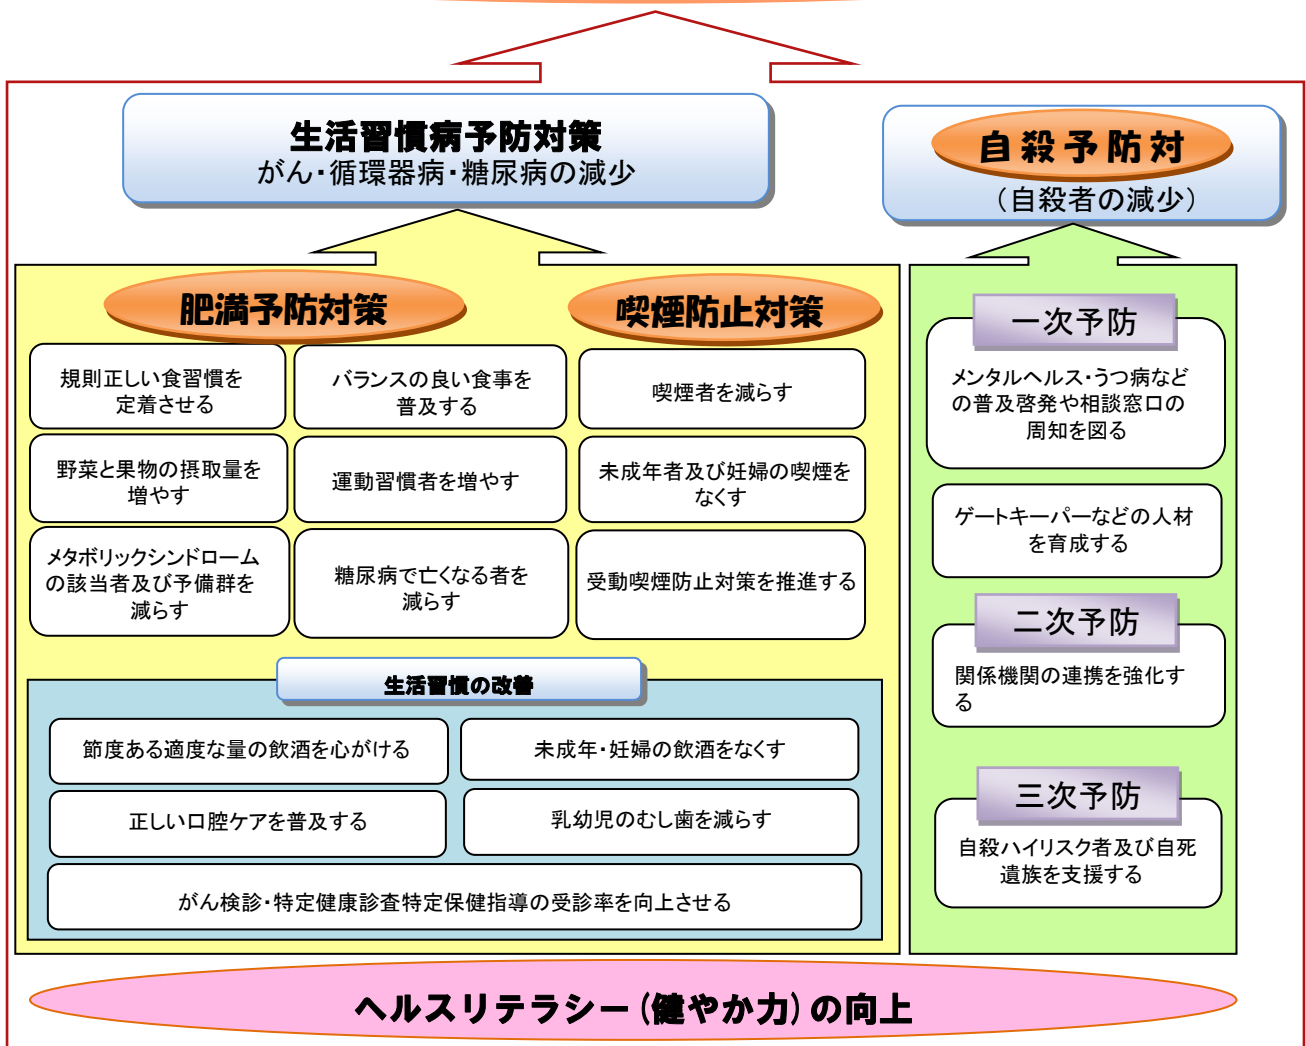 生活習慣病予防対策
がん・循環器病・糖尿病の減少
自殺予防対
（自殺者の減少）
肥満予防対策
喫煙防止対策
規則正しい食習慣を
定着させる
バランスの良い食事を
普及する
喫煙者を減らす
野菜と果物の摂取量を
増やす
運動習慣者を増やす
未成年者及び妊婦の喫煙を
なくす
メタボリックシンドローム
の該当者及び予備群を
減らす
糖尿病で亡くなる者を
減らす
受動喫煙防止対策を推進する
生活習慣の改善
節度ある適度な量の飲酒を心がける
未成年・妊婦の飲酒をなくす
正しい口腔ケアを普及する
乳幼児のむし歯を減らす
がん検診・特定健康診査特定保健指導の受診率を向上させる
一次予防
メンタルヘルス・うつ病など
の普及啓発や相談窓口の
周知を図る
ゲートキーパーなどの人材
を育成する
二次予防
関係機関の連携を強化す
る
三次予防
自殺ハイリスク者及び自死
遺族を支援する
ヘルスリテラシー(健やか力)の向上